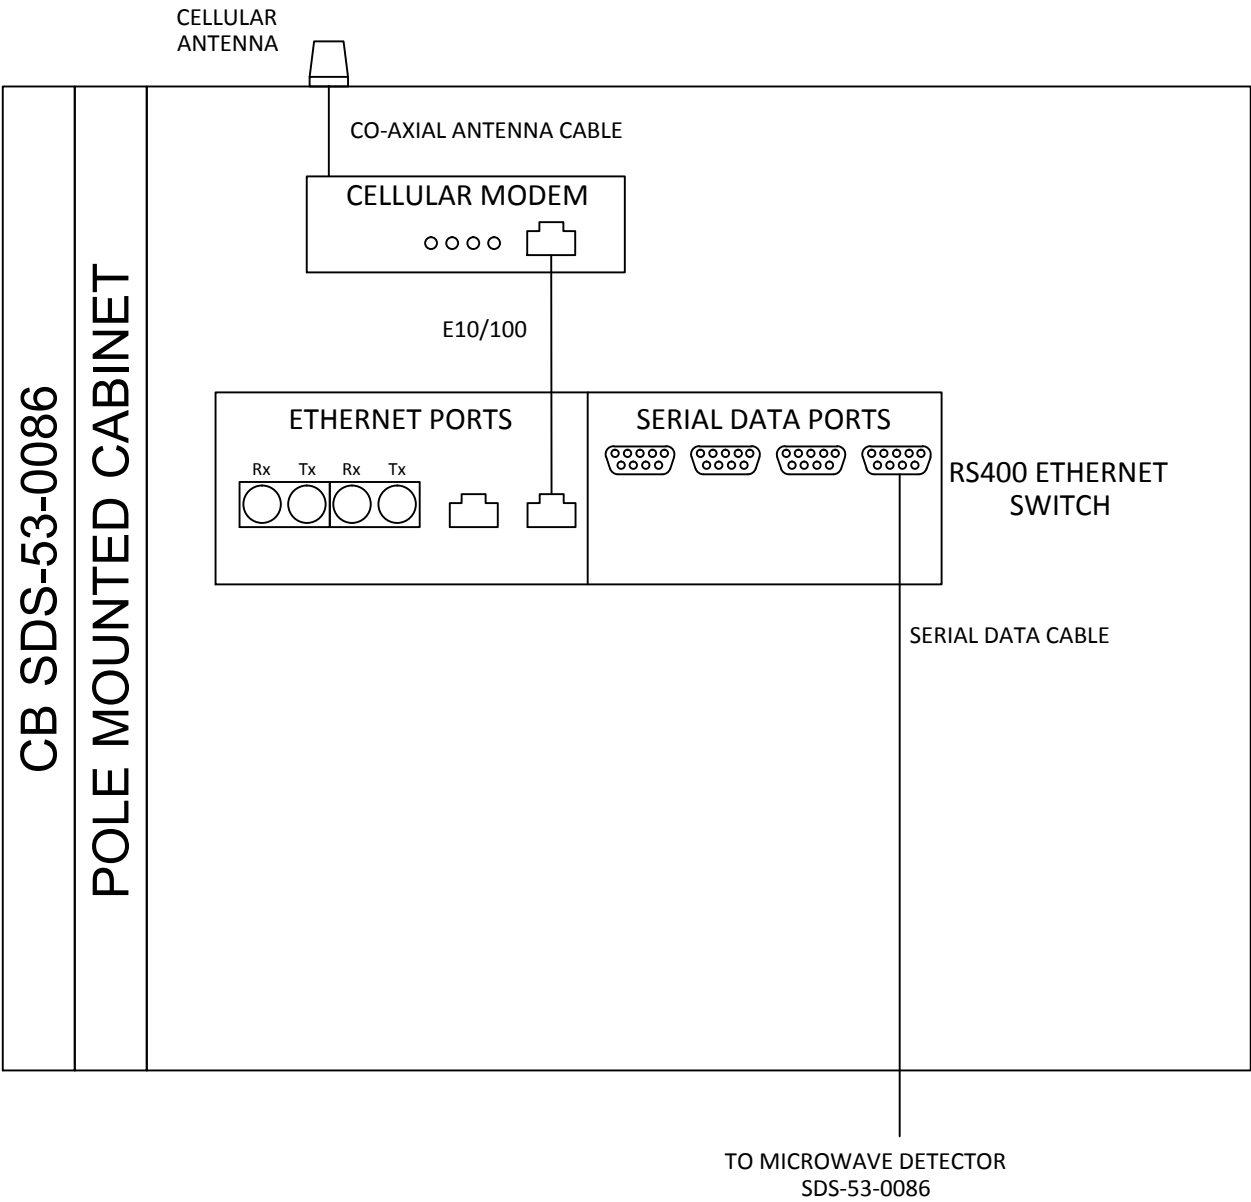 CELLULAR
ANTENNA
CO-AXIAL ANTENNA CABLE
CELLULAR MODEM
E10/100
CB SDS-53-0086
POLE MOUNTED CABINET
ETHERNET PORTS
SERIAL DATA PORTS
Rx Tx Rx Tx
RS400 ETHERNET
SWITCH
SERIAL DATA CABLE
TO MICROWAVE DETECTOR
SDS-53-0086